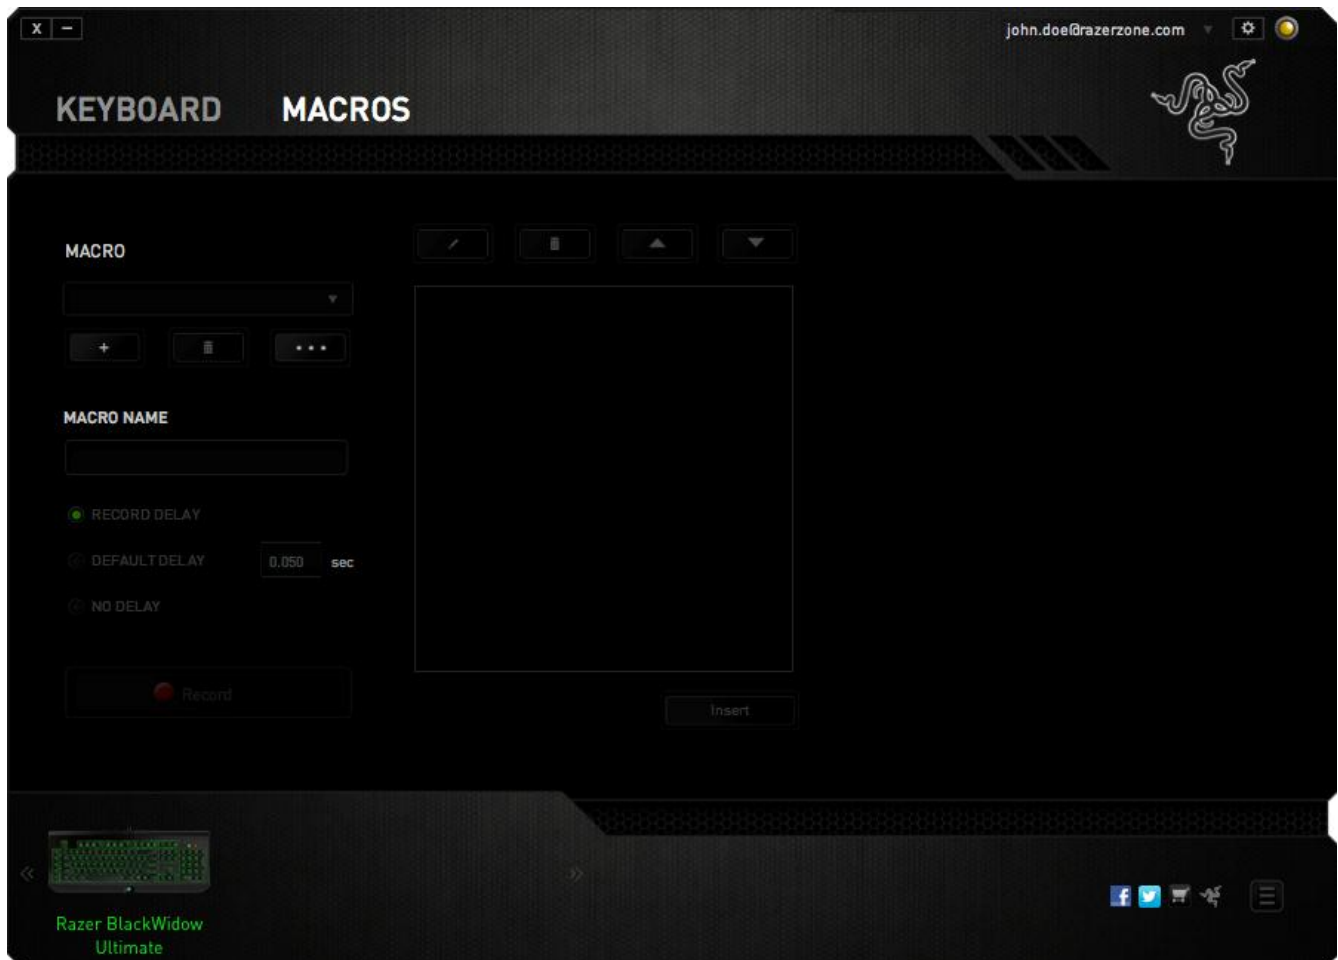 X –
john.doe@razerzone.com
KEYBOARD MACROS
MACRO
+ •••
MACRO NAME
RECORD DELAY
DEFAULT DELAY 0.050 sec
NO DELAY
Record
Insert
Razer BlackWidow
Ultimate